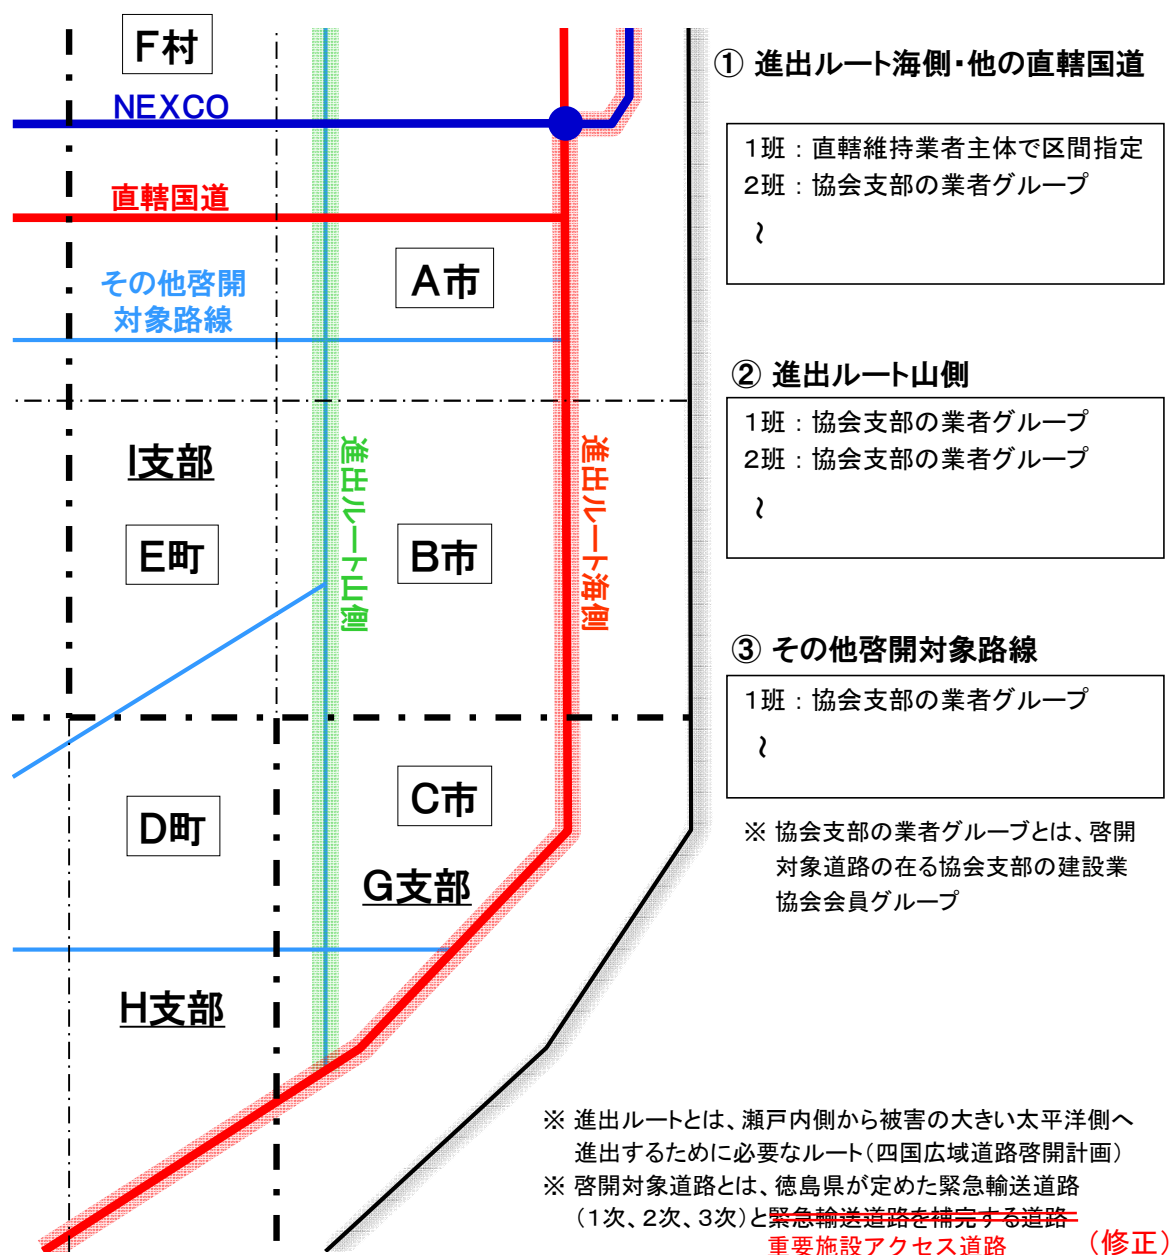 F村
NEXCO
直轄国道
A市
その他啓開
対象路線
I支部
E町
B市
進出ルート山側
進出ルート海側
D町
C市
G支部
H支部
① 進出ルート海側・他の直轄国道
1班：直轄維持業者主体で区間指定
2班：協会支部の業者グループ
～
② 進出ルート山側
1班：協会支部の業者グループ
2班：協会支部の業者グループ
～
③ その他啓開対象路線
1班：協会支部の業者グループ
～
※ 協会支部の業者グループとは、啓開
対象道路の在る協会支部の建設業
協会会員グループ
※ 進出ルートとは、瀬戸内側から被害の大きい太平洋側へ
進出するために必要なルート（四国広域道路啓開計画）
※ 啓開対象道路とは、徳島県が定めた緊急輸送道路
（1次、2次、3次）と緊急輸送道路を補完する道路
重要施設アクセス道路 （修正）